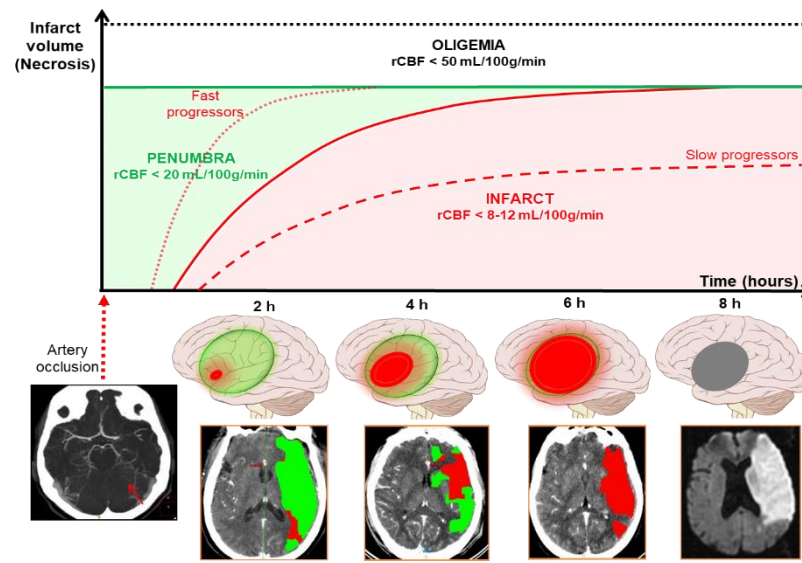 Infarct
volume
(Necrosis)
OLIGEMIA
rCBF < 50 mL/100g/min
Fast
progressors
PENUMBRA
rCBF < 20 mL/100g/min
Slow progressors
INFARCT
rCBF < 8-12 mL/100g/min
Time (hours)
2 h
4 h
6 h
8 h
Artery
occlusion